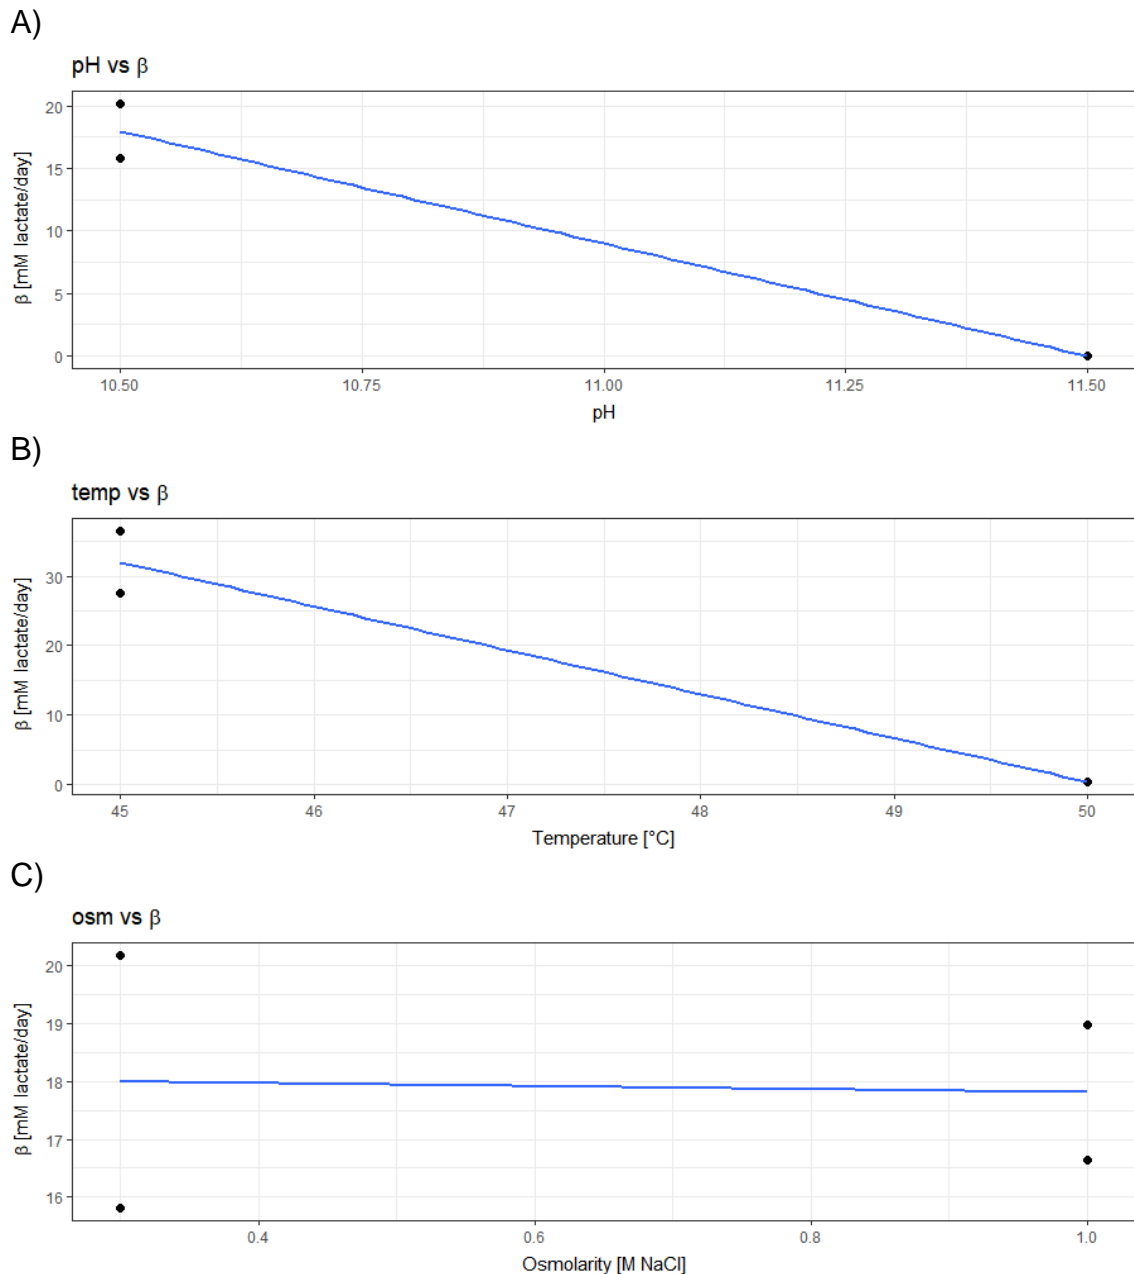 A)
pH vs β
β [mM lactate/day]
20
15
10
5
0
10.50 10.75 11.00 11.25 11.50
pH
B)
temp vs β
β [mM lactate/day]
30
20
10
0
45 46 47 48 49 50
Temperature [°C]
C)
osm vs β
β [mM lactate/day]
20
19
18
17
16
0.4 0.6 0.8 1.0
Osmolarity [M NaCl]